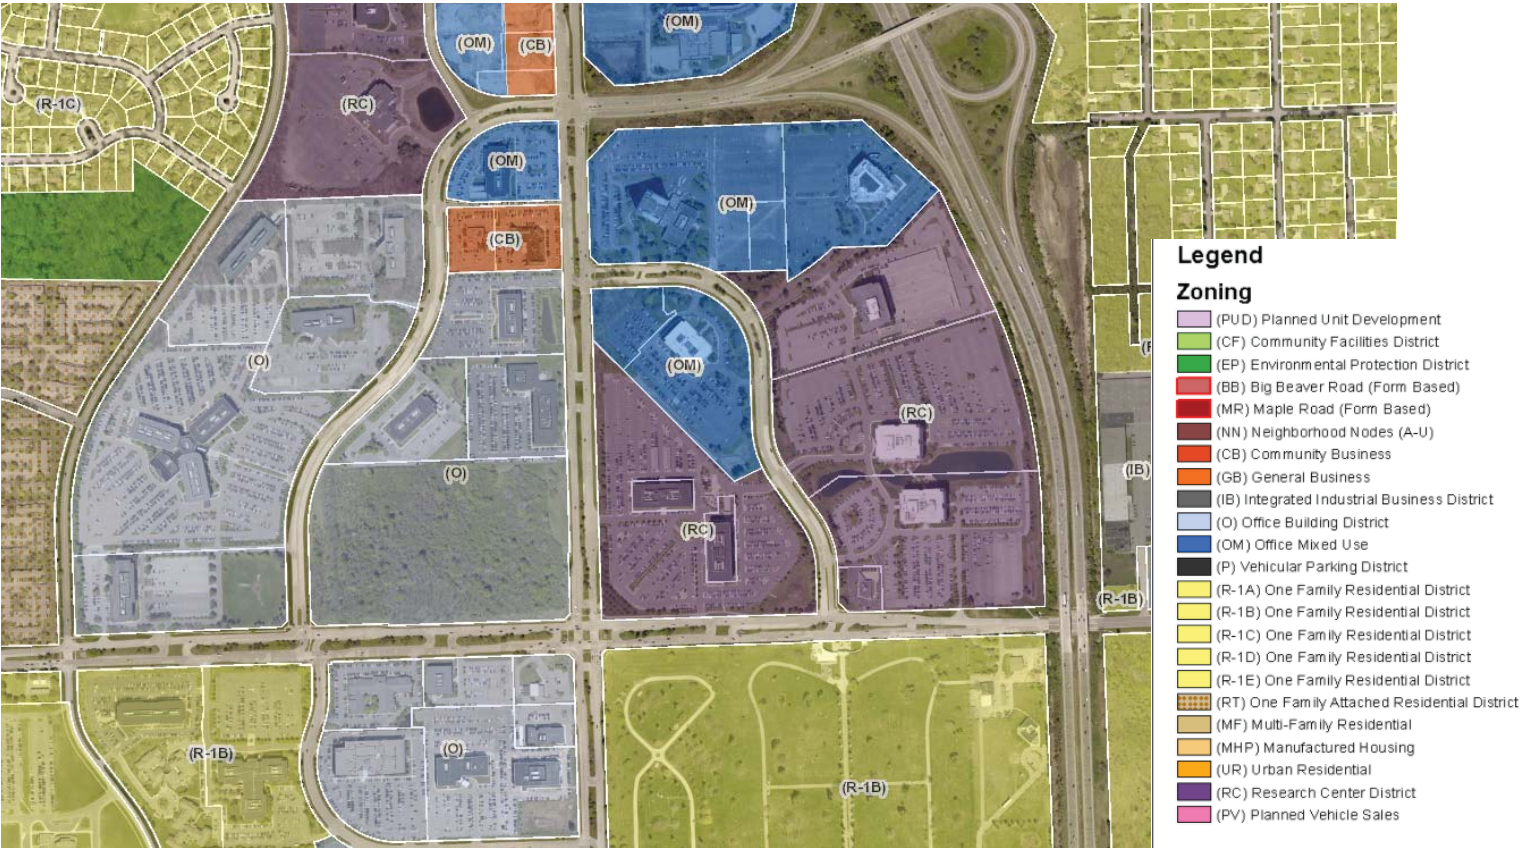 (OM)
(OM)
(CB)
(R-1C)
(RC)
(OM)
(OM)
(CB)
(O)
(OM)
(RC)
(O)
(IB)
(RC)
(R-1B)
(R-1B)
(O)
(R-1B)
Legend
Zoning
(PUD) Planned Unit Development
(CF) Community Facilities District
(EP) Environmental Protection District
(BB) Big Beaver Road (Form Based)
(MR) Maple Road (Form Based)
(NN) Neighborhood Nodes (A-U)
(CB) Community Business
(GB) General Business
(IB) Integrated Industrial Business District
(O) Office Building District
(OM) Office Mixed Use
(P) Vehicular Parking District
(R-1A) One Family Residential District
(R-1B) One Family Residential District
(R-1C) One Family Residential District
(R-1D) One Family Residential District
(R-1E) One Family Residential District
(RT) One Family Attached Residential District
(MF) Multi-Family Residential
(MHP) Manufactured Housing
(UR) Urban Residential
(RC) Research Center District
(PV) Planned Vehicle Sales